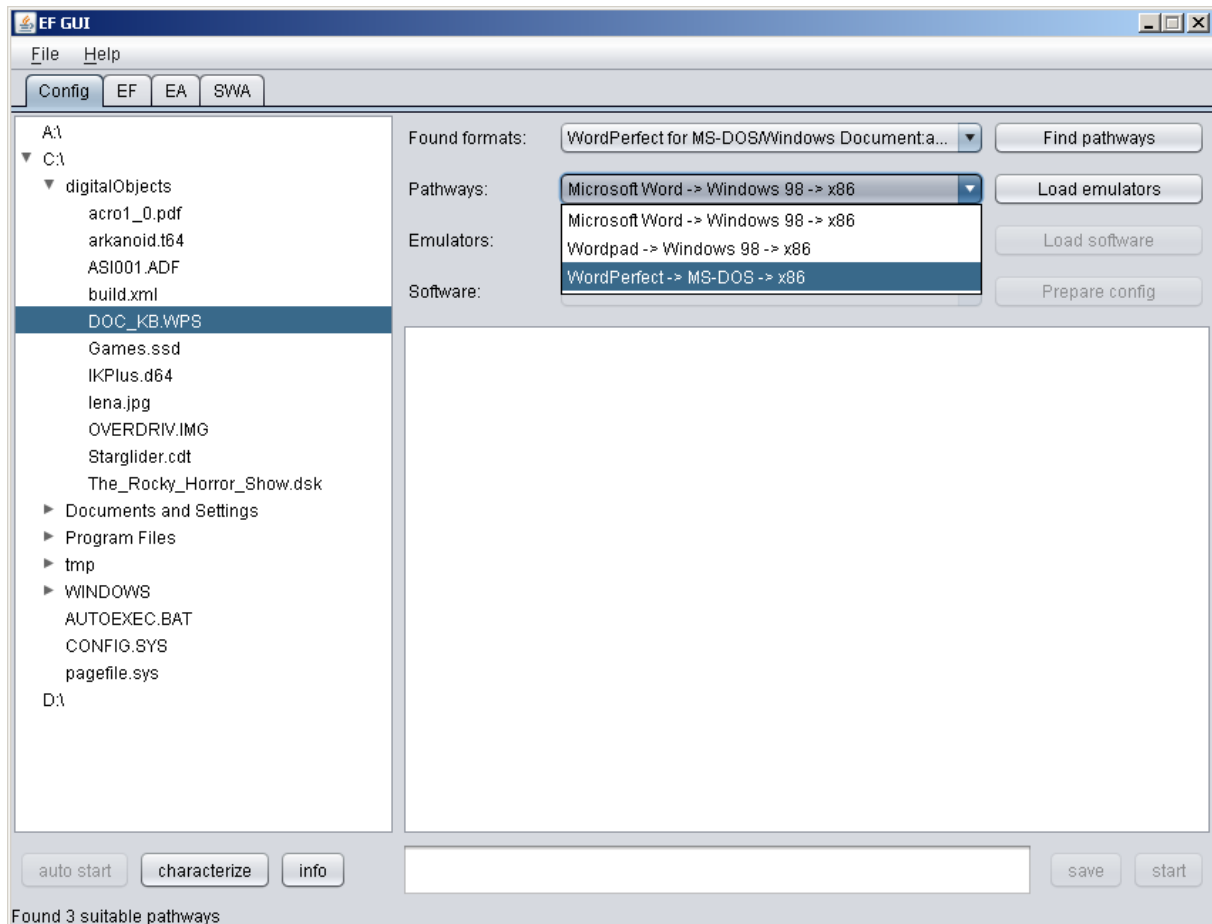 EF GUI
File Help
Config EF EA SWA
A:\
C:\
digitalObjects
acro1_0.pdf
arkanoid.t64
ASI001.ADF
build.xml
DOC_KB.WPS
Games.ssd
IKPlus.d64
lena.jpg
OVERDRIV.IMG
Starglider.cdt
The_Rocky_Horror_Show.dsk
Documents and Settings
Program Files
tmp
WINDOWS
AUTOEXEC.BAT
CONFIG.SYS
pagefile.sys
D:\
Found formats: WordPerfect for MS-DOS/Windows Document:a... Find pathways
Pathways: Microsoft Word -> Windows 98 -> x86 Load emulators
Microsoft Word -> Windows 98 -> x86
Wordpad -> Windows 98 -> x86
WordPerfect -> MS-DOS -> x86
Emulators: Load software
Software: Prepare config
auto start characterize info save start
Found 3 suitable pathways